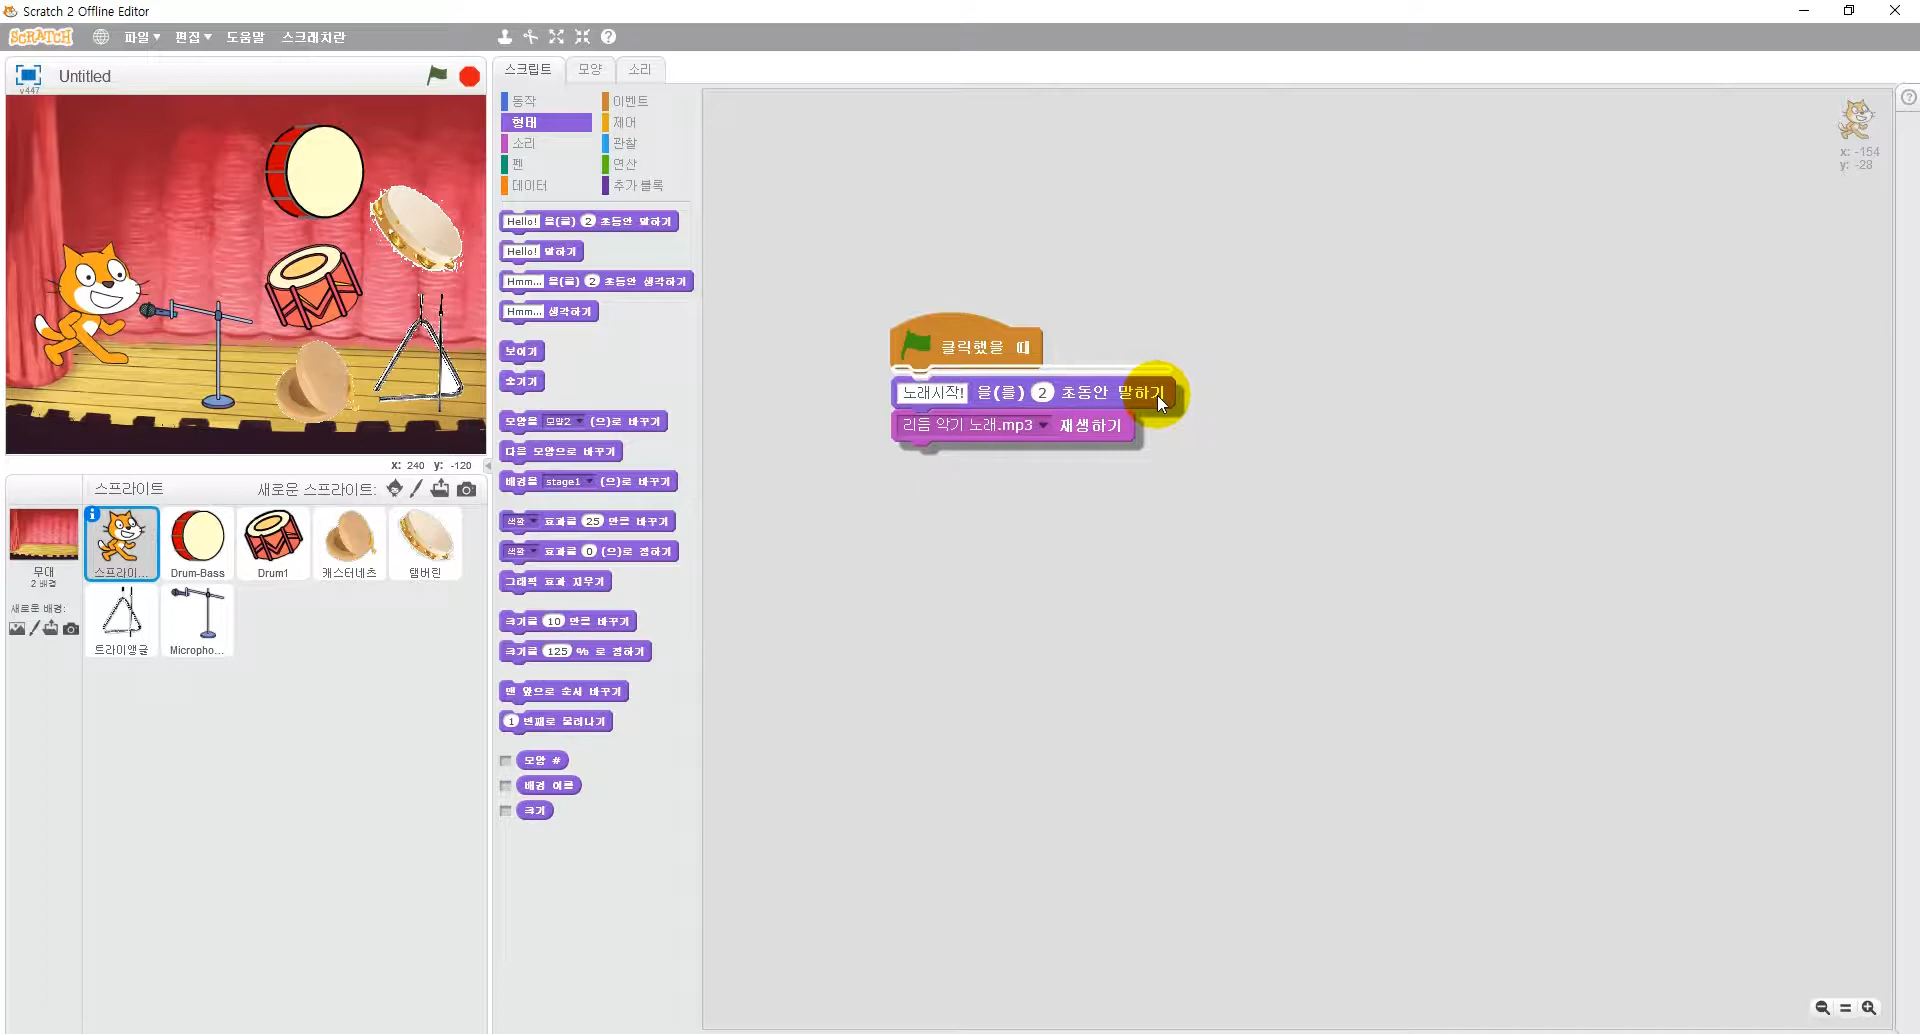 Scratch 2 Offline Editor
SCRATCH 파일 편집 도움말 스크래치란
Untitled
v447
스크립트 모양 소리
동작 이벤트
형태 제어
소리 관찰
펜 연산
데이터 추가 블록
Hello! 을(를) 2 초동안 말하기
Hello! 말하기
Hmm... 을(를) 2 초동안 생각하기
Hmm... 생각하기
보이기
숨기기
모양을 모양2 (으)로 바꾸기
다음 모양으로 바꾸기
배경을 stage1 (으)로 바꾸기
색깔 효과를 25 만큼 바꾸기
색깔 효과를 0 (으)로 정하기
그래픽 효과 지우기
크기를 10 만큼 바꾸기
크기를 125 % 로 정하기
맨 앞으로 순서 바꾸기
1 번째로 물러나기
모양 #
배경 이름
크기
클릭했을 때
노래시작! 을(를) 2 초동안 말하기
리듬 악기 노래.mp3 재생하기
x: -154
y: -28
x: 240 y: -120
스프라이트 새로운 스프라이트:
무대
2 배경
새로운 배경:
스프라이... Drum-Bass Drum1 캐스터네츠 탬버린
트라이앵글 Micropho...